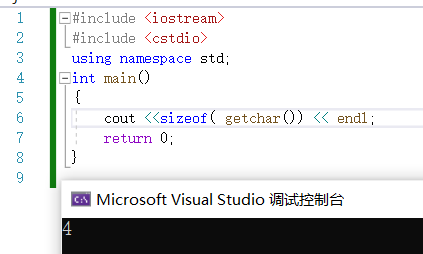 1 #include <iostream>
2 #include <cstdio>
3 using namespace std;
4 int main()
5 {
6 cout <<sizeof( getchar()) << endl;
7 return 0;
8 }
9
Microsoft Visual Studio 调试控制台
4